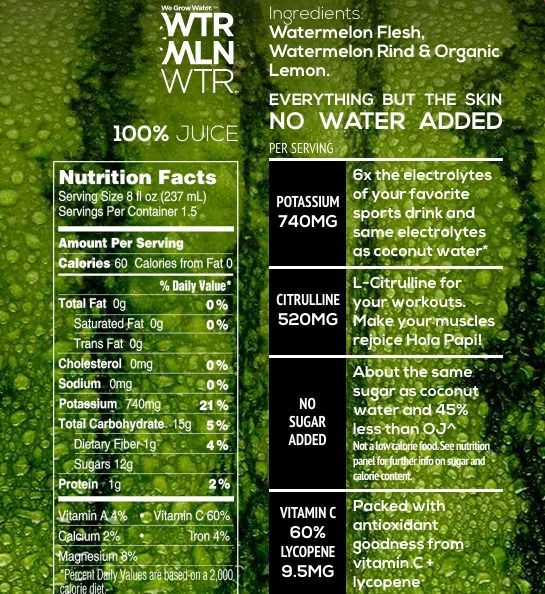 We Grow Water.™
WTR
MLN
WTR
100% JUICE
Nutrition Facts
Serving Size 8 fl oz (237 mL)
Servings Per Container 1.5
Amount Per Serving
Calories 60 Calories from Fat 0
% Daily Value*
Total Fat 0g 0%
Saturated Fat 0g 0%
Trans Fat 0g
Cholesterol 0mg 0%
Sodium 0mg 0%
Potassium 740mg 21%
Total Carbohydrate 15g 5%
Dietary Fiber 1g 4%
Sugars 12g
Protein 1g 2%
Vitamin A 4% • Vitamin C 60%
Calcium 2% • Iron 4%
Magnesium 8%
*Percent Daily Values are based on a 2,000
calorie diet.
Ingredients:
Watermelon Flesh,
Watermelon Rind & Organic
Lemon.
EVERYTHING BUT THE SKIN
NO WATER ADDED
PER SERVING
POTASSIUM
740MG
6x the electrolytes
of your favorite
sports drink and
same electrolytes
as coconut water*
CITRULLINE
520MG
L-Citrulline for
your workouts.
Make your muscles
rejoice Hola Papi!
NO
SUGAR
ADDED
About the same
sugar as coconut
water and 45%
less than OJ^
Not a low calorie food. See nutrition
panel for further info on sugar and
calorie content.
VITAMIN C
60%
LYCOPENE
9.5MG
Packed with
antioxidant
goodness from
vitamin C +
lycopene